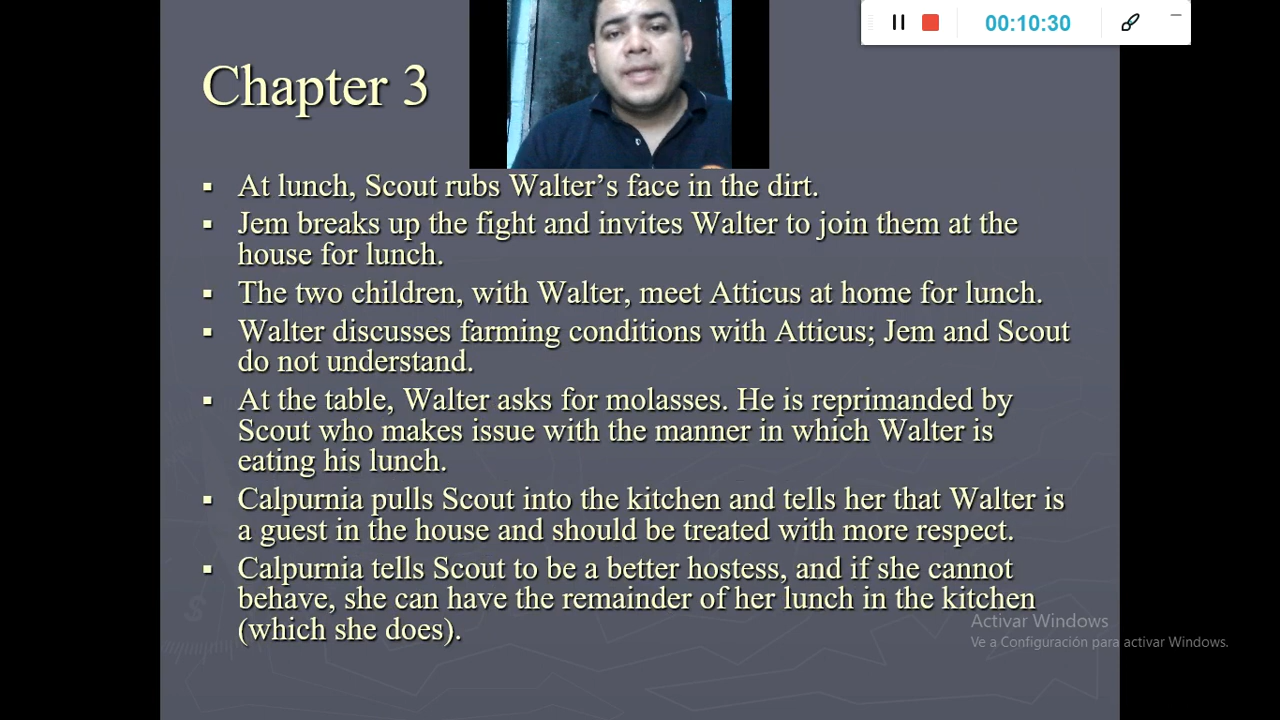 00:10:30
Chapter 3
▪ At lunch, Scout rubs Walter’s face in the dirt.
▪ Jem breaks up the fight and invites Walter to join them at the
house for lunch.
▪ The two children, with Walter, meet Atticus at home for lunch.
▪ Walter discusses farming conditions with Atticus; Jem and Scout
do not understand.
▪ At the table, Walter asks for molasses. He is reprimanded by
Scout who makes issue with the manner in which Walter is
eating his lunch.
▪ Calpurnia pulls Scout into the kitchen and tells her that Walter is
a guest in the house and should be treated with more respect.
▪ Calpurnia tells Scout to be a better hostess, and if she cannot
behave, she can have the remainder of her lunch in the kitchen
(which she does).
Activar Windows
Ve a Configuración para activar Windows.